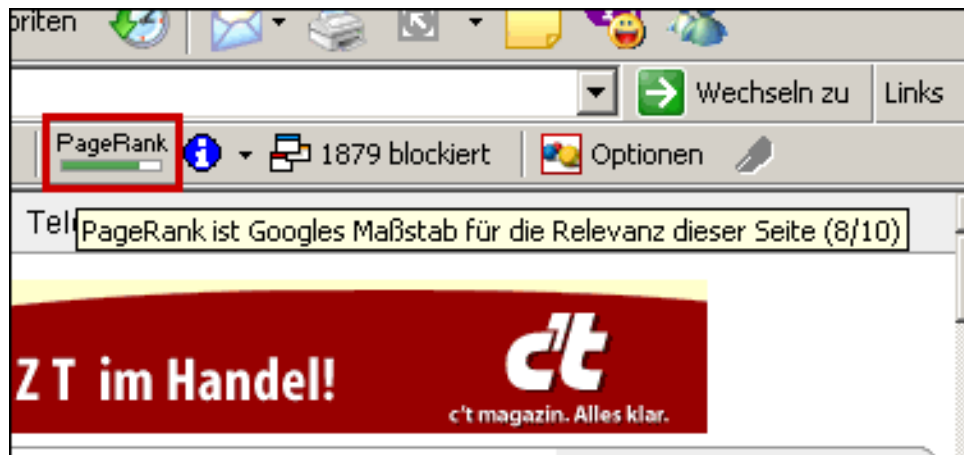 oriten
Wechseln zu Links
PageRank 1879 blockiert Optionen
PageRank ist Googles Maßstab für die Relevanz dieser Seite (8/10)
Z T im Handel!
c't
c't magazin. Alles klar.